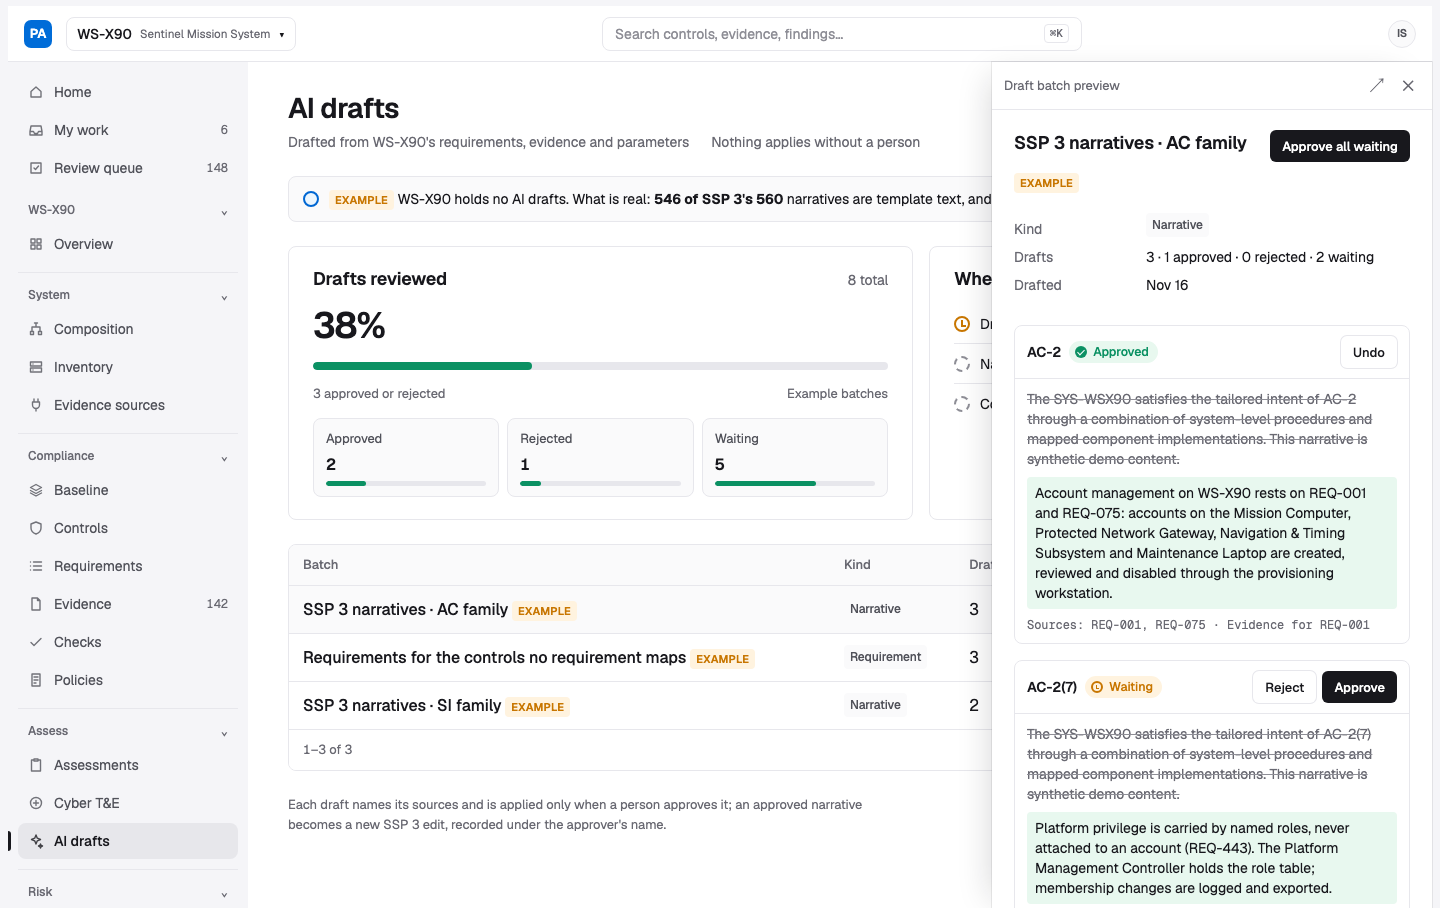 PA
WS-X90 Sentinel Mission System
Search controls, evidence, findings…
⌘K
IS
Home
My work 6
Review queue 148
WS-X90
Overview
System
Composition
Inventory
Evidence sources
Compliance
Baseline
Controls
Requirements
Evidence 142
Checks
Policies
Assess
Assessments
Cyber T&E
AI drafts
Risk
AI drafts
Drafted from WS-X90's requirements, evidence and parameters Nothing applies without a person
EXAMPLE WS-X90 holds no AI drafts. What is real: 546 of SSP 3's 560 narratives are template text, and
Drafts reviewed 8 total
38%
3 approved or rejected Example batches
Approved
2
Rejected
1
Waiting
5
Whe
Dr
Na
Co
Batch Kind Draf
SSP 3 narratives · AC family EXAMPLE Narrative 3
Requirements for the controls no requirement maps EXAMPLE Requirement 3
SSP 3 narratives · SI family EXAMPLE Narrative 2
1–3 of 3
Each draft names its sources and is applied only when a person approves it; an approved narrative
becomes a new SSP 3 edit, recorded under the approver's name.
Draft batch preview
SSP 3 narratives · AC family
Approve all waiting
EXAMPLE
Kind Narrative
Drafts 3 · 1 approved · 0 rejected · 2 waiting
Drafted Nov 16
AC-2 Approved Undo
The SYS-WSX90 satisfies the tailored intent of AC-2
through a combination of system-level procedures and
mapped component implementations. This narrative is
synthetic demo content.
Account management on WS-X90 rests on REQ-001
and REQ-075: accounts on the Mission Computer,
Protected Network Gateway, Navigation & Timing
Subsystem and Maintenance Laptop are created,
reviewed and disabled through the provisioning
workstation.
Sources: REQ-001, REQ-075 · Evidence for REQ-001
AC-2(7) Waiting Reject Approve
The SYS-WSX90 satisfies the tailored intent of AC-2(7)
through a combination of system-level procedures and
mapped component implementations. This narrative is
synthetic demo content.
Platform privilege is carried by named roles, never
attached to an account (REQ-443). The Platform
Management Controller holds the role table;
membership changes are logged and exported.